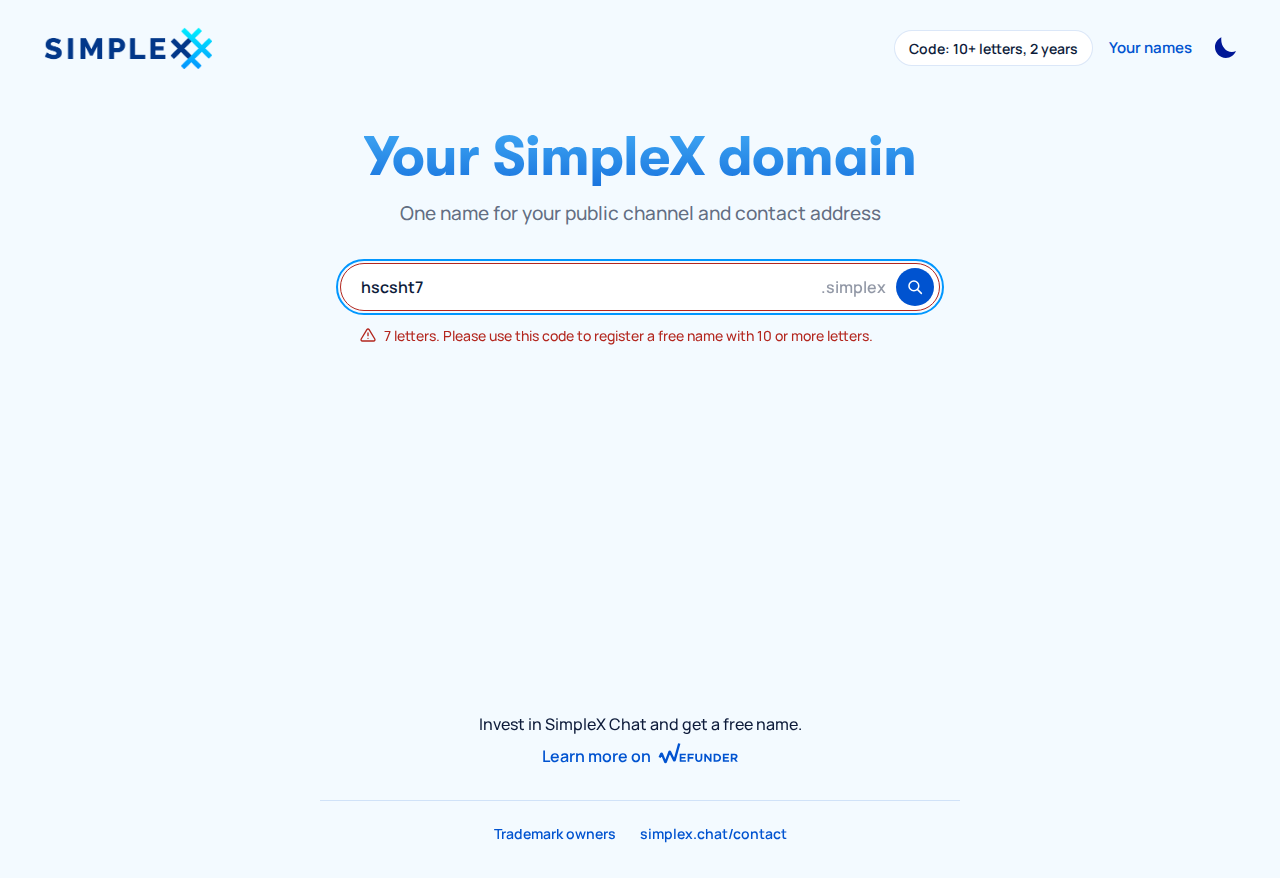 SIMPLEX
Code: 10+ letters, 2 years
Your names
Your SimpleX domain
One name for your public channel and contact address
hscsht7
.simplex
7 letters. Please use this code to register a free name with 10 or more letters.
Invest in SimpleX Chat and get a free name.
Learn more on WEFUNDER
Trademark owners
simplex.chat/contact